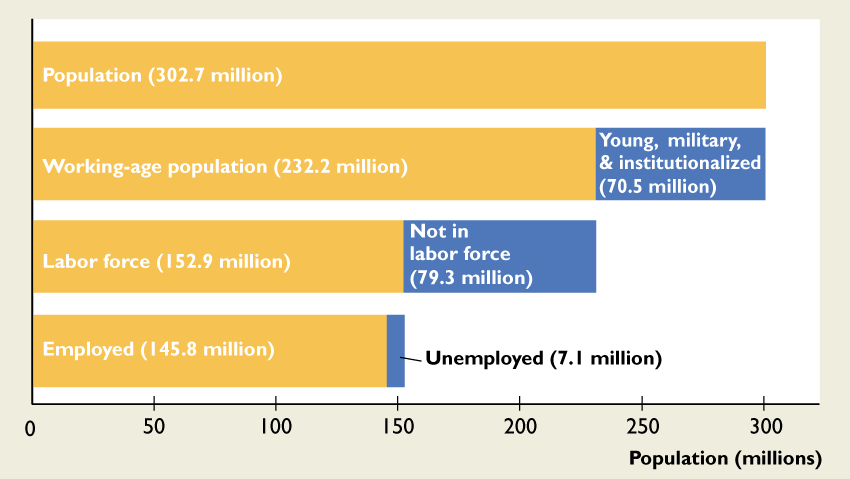 Population (302.7 million)
Working-age population (232.2 million)
Young, military,
& institutionalized
(70.5 million)
Labor force (152.9 million)
Not in
labor force
(79.3 million)
Employed (145.8 million)
Unemployed (7.1 million)
0 50 100 150 200 250 300
Population (millions)